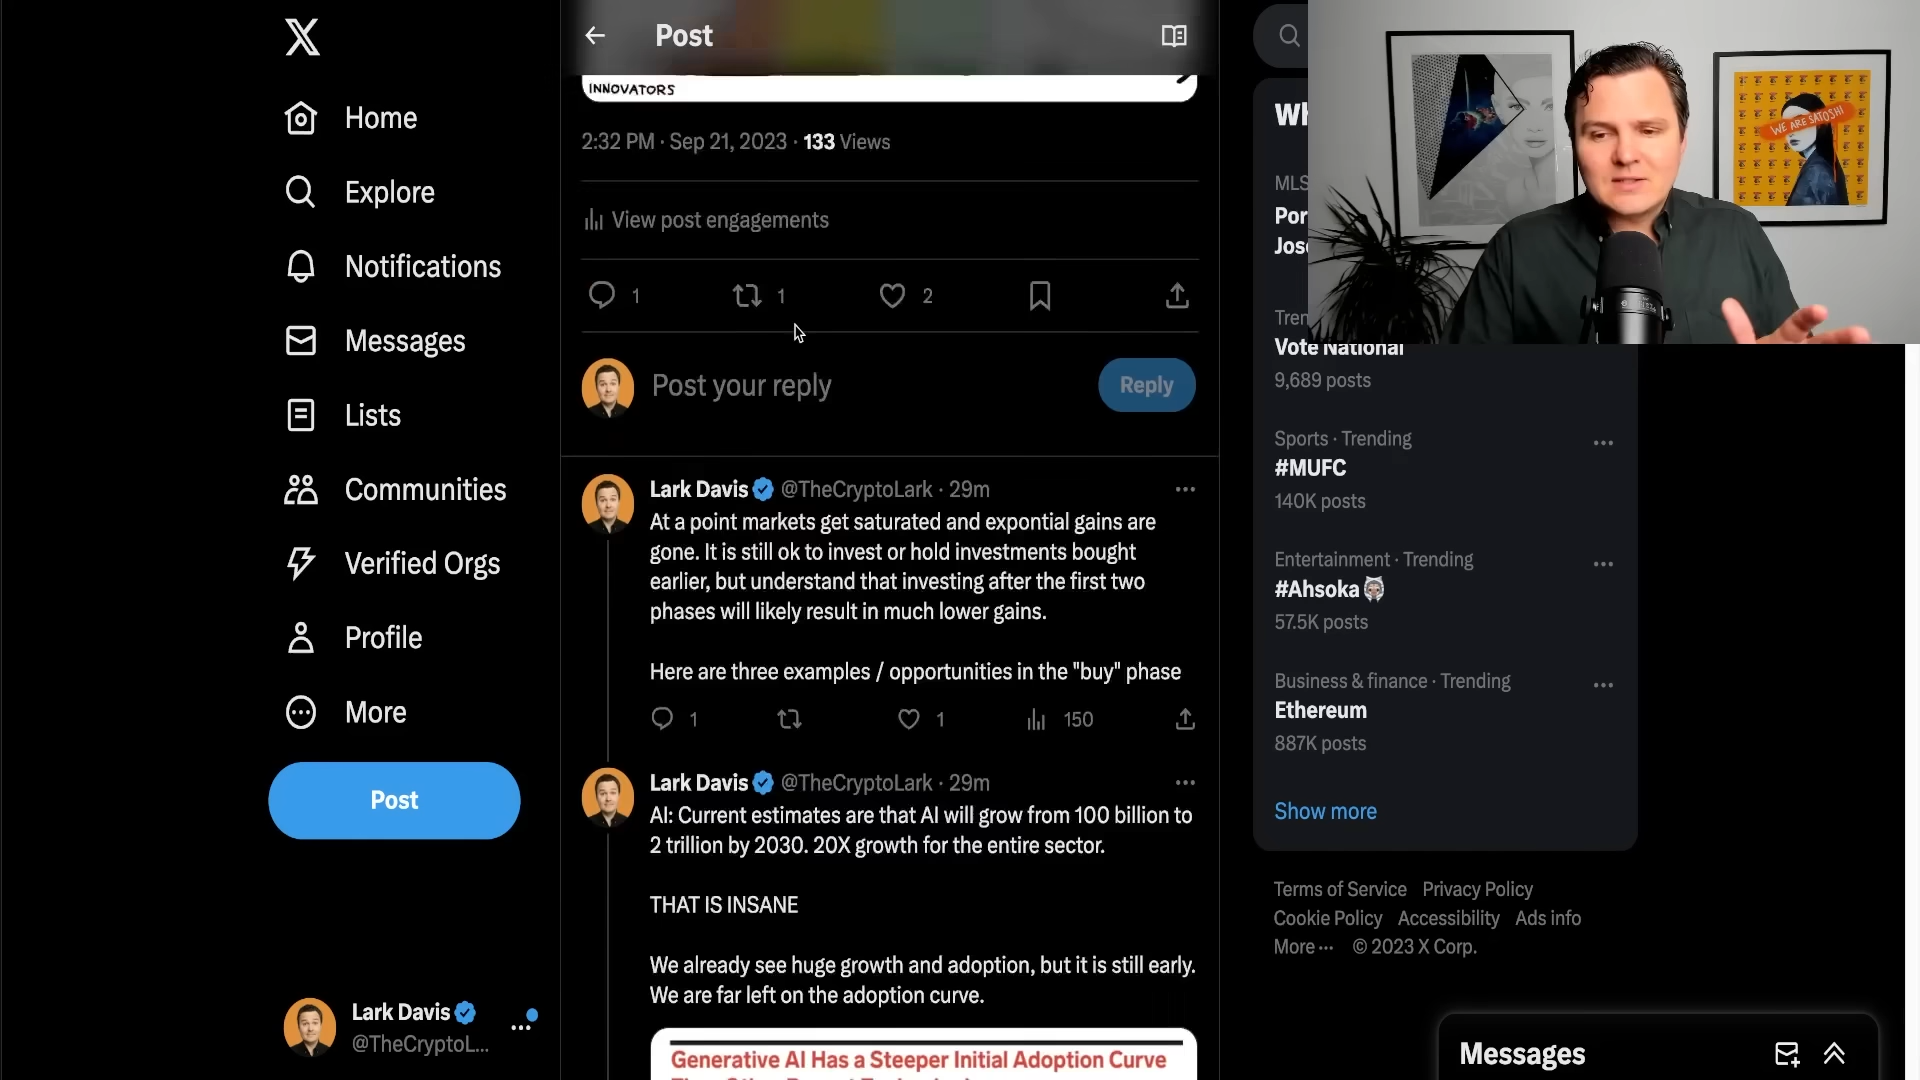 X
Home
Explore
Notifications
Messages
Lists
Communities
Verified Orgs
Profile
More
Post
Lark Davis
@TheCryptoL...
Post
INNOVATORS
2:32 PM · Sep 21, 2023 · 133 Views
View post engagements
1 1 2
Post your reply
Reply
Lark Davis @TheCryptoLark · 29m
At a point markets get saturated and expontial gains are
gone. It is still ok to invest or hold investments bought
earlier, but understand that investing after the first two
phases will likely result in much lower gains.
Here are three examples / opportunities in the "buy" phase
1 1 150
Lark Davis @TheCryptoLark · 29m
AI: Current estimates are that AI will grow from 100 billion to
2 trillion by 2030. 20X growth for the entire sector.
THAT IS INSANE
We already see huge growth and adoption, but it is still early.
We are far left on the adoption curve.
Generative AI Has a Steeper Initial Adoption Curve
WE ARE SATOSHI
MLS
Vote National
9,689 posts
Sports · Trending
#MUFC
140K posts
Entertainment · Trending
#Ahsoka
57.5K posts
Business & finance · Trending
Ethereum
887K posts
Show more
Terms of Service Privacy Policy
Cookie Policy Accessibility Ads info
More ··· © 2023 X Corp.
Messages